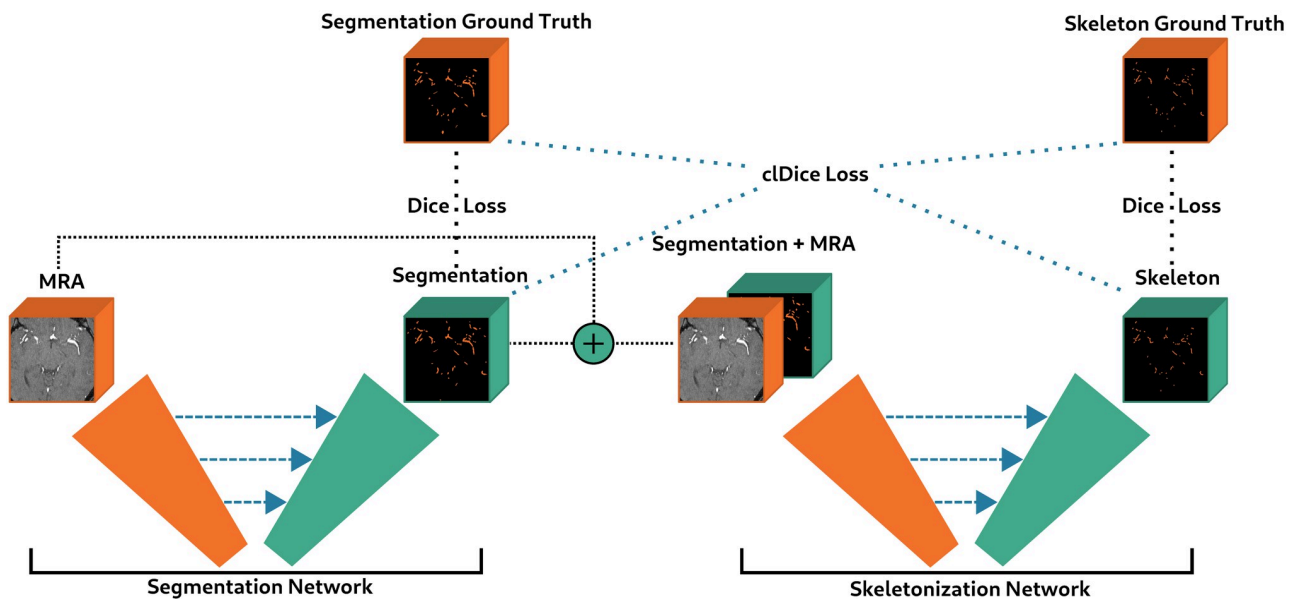 Segmentation Ground Truth
Skeleton Ground Truth
clDice Loss
Dice Loss
Dice Loss
Segmentation + MRA
MRA
Segmentation
Skeleton
+
Segmentation Network
Skeletonization Network